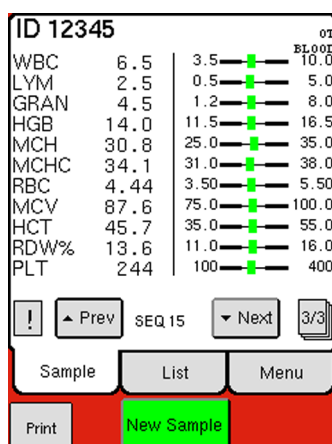 ID 12345 OT BLOOD
WBC 6.5 3.5 10.0
LYM 2.5 0.5 5.0
GRAN 4.5 1.2 8.0
HGB 14.0 11.5 16.5
MCH 30.8 25.0 35.0
MCHC 34.1 31.0 38.0
RBC 4.44 3.50 5.50
MCV 87.6 75.0 100.0
HCT 45.7 35.0 55.0
RDW% 13.6 11.0 16.0
PLT 244 100 400
! Prev SEQ 15 Next 3/3
Sample List Menu
Print New Sample